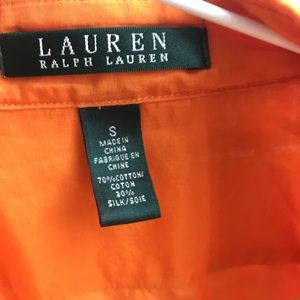 LAUREN
RALPH LAUREN
S
MADE IN
CHINA
FABRIQUE EN
CHINE
70%COTTON/
COTON
30%
SILK/SOIE